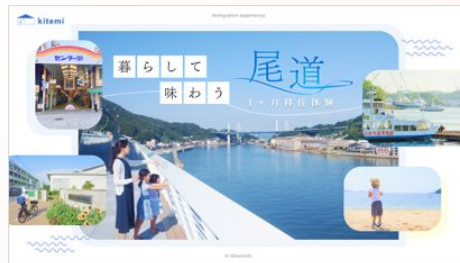 kitemi
Immigration experience
センター街
暮らして
味わう
尾道
1ヶ月移住体験
in Onomichi